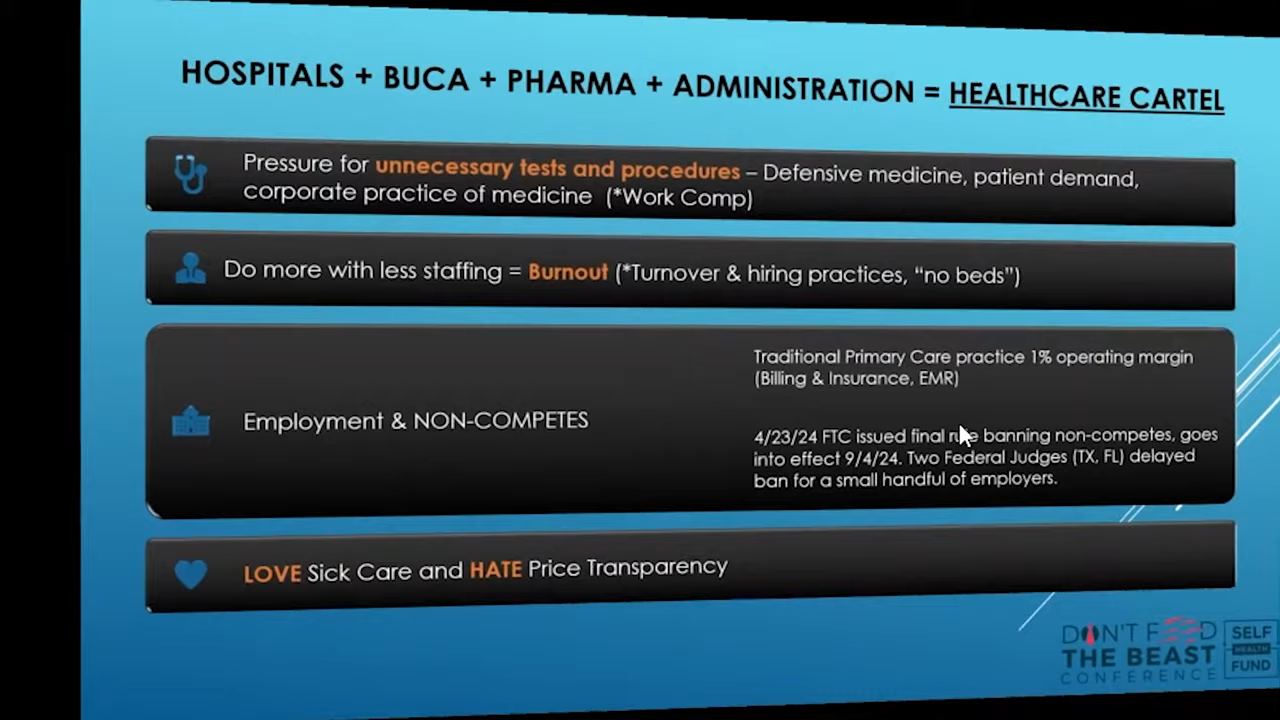 HOSPITALS + BUCA + PHARMA + ADMINISTRATION = HEALTHCARE CARTEL
Pressure for unnecessary tests and procedures – Defensive medicine, patient demand,
corporate practice of medicine (*Work Comp)
Do more with less staffing = Burnout (*Turnover & hiring practices, “no beds”)
Employment & NON-COMPETES
Traditional Primary Care practice 1% operating margin
(Billing & Insurance, EMR)
4/23/24 FTC issued final rule banning non-competes, goes
into effect 9/4/24. Two Federal Judges (TX, FL) delayed
ban for a small handful of employers.
LOVE Sick Care and HATE Price Transparency
DON'T FEED
THE BEAST
CONFERENCE
SELF
HEALTH
FUND